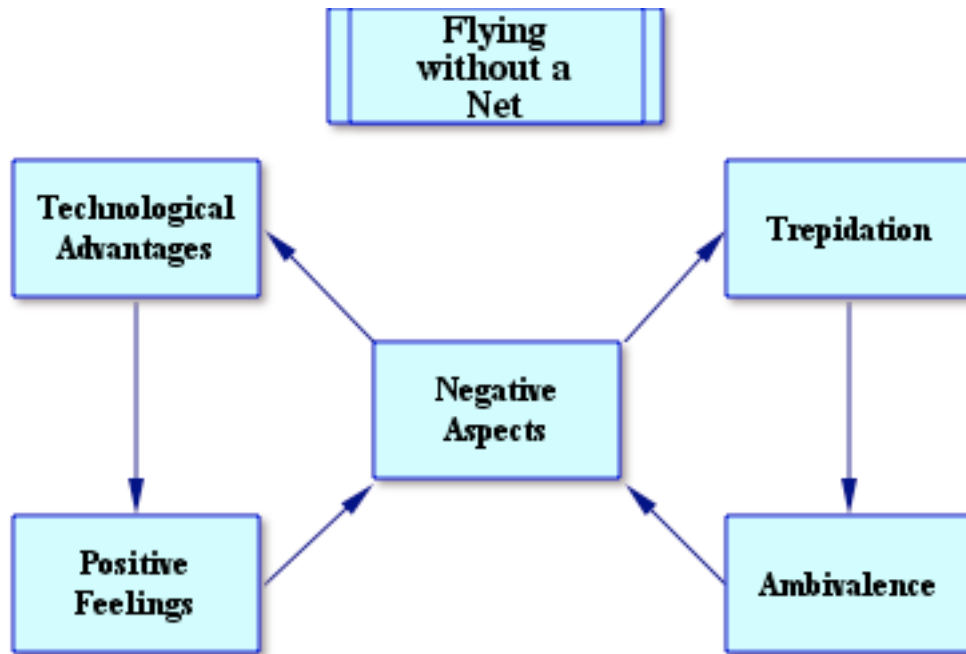 Flying
without a
Net
Technological
Advantages
Trepidation
Negative
Aspects
Positive
Feelings
Ambivalence